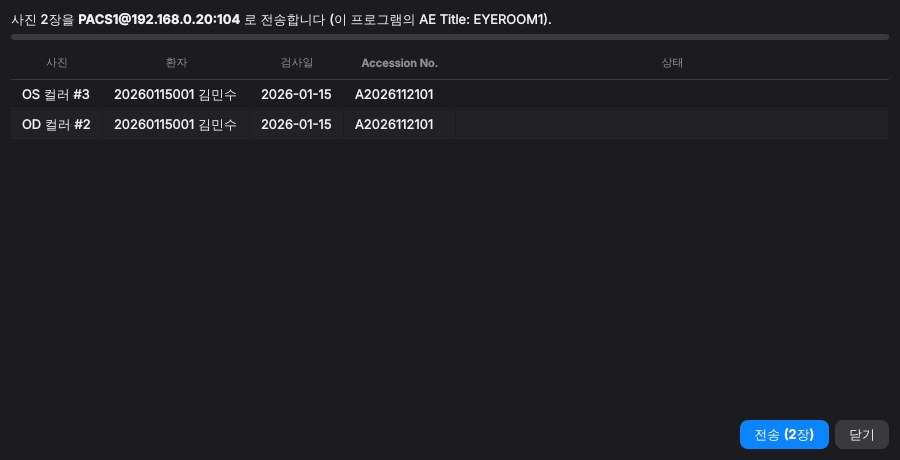 사진 2장을 PACS1@192.168.0.20:104 로 전송합니다 (이 프로그램의 AE Title: EYEROOM1).
사진 환자 검사일 Accession No. 상태
OS 컬러 #3 20260115001 김민수 2026-01-15 A2026112101
OD 컬러 #2 20260115001 김민수 2026-01-15 A2026112101
전송 (2장) 닫기